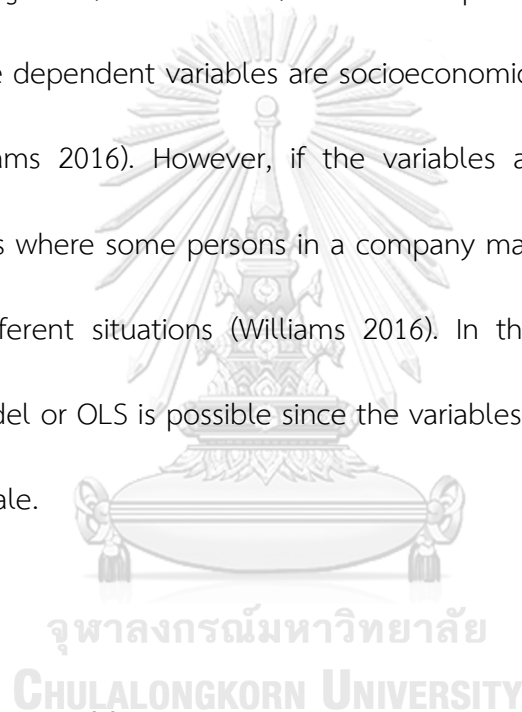 dependent variables are socioeconomic
ams 2016). However, if the variables a
s where some persons in a company ma
fferent situations (Williams 2016). In th
del or OLS is possible since the variables
ale.
จุฬาลงกรณ์มหาวิทยาลัย
CHULALONGKORN UNIVERSITY